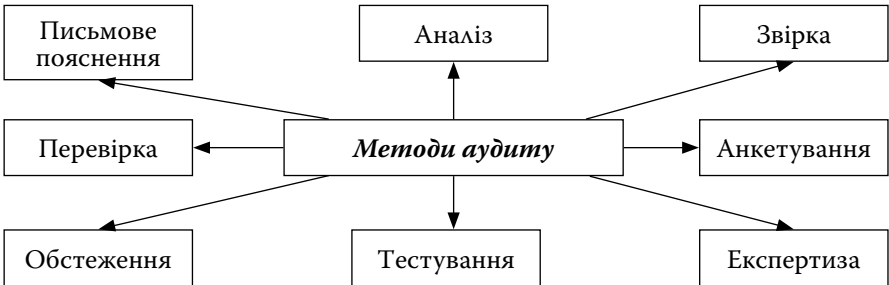 Письмове
пояснення
Аналіз
Звірка
Перевірка
Методи аудиту
Анкетування
Обстеження
Тестування
Експертиза